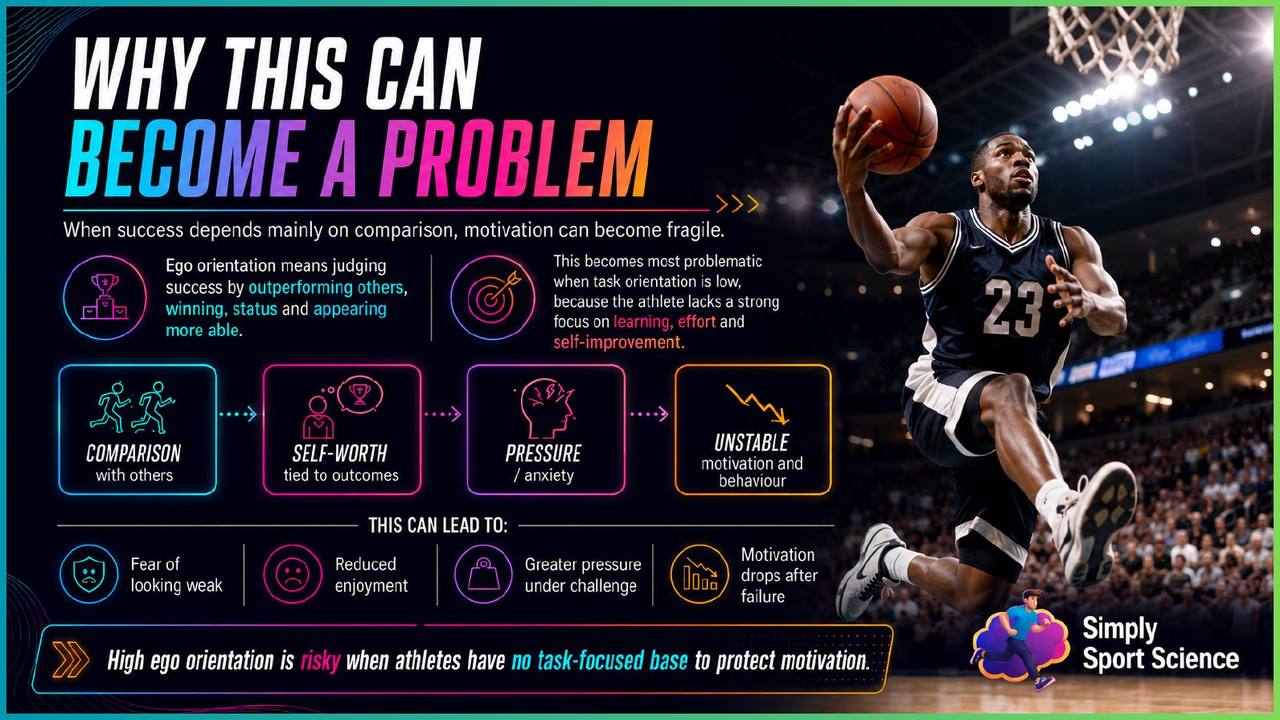 WHY THIS CAN
BECOME A PROBLEM
When success depends mainly on comparison, motivation can become fragile.
Ego orientation means judging
success by outperforming others,
winning, status and appearing
more able.
This becomes most problematic
when task orientation is low,
because the athlete lacks a strong
focus on learning, effort and
self-improvement.
COMPARISON
with others
SELF-WORTH
tied to outcomes
PRESSURE
/ anxiety
UNSTABLE
motivation and
behaviour
THIS CAN LEAD TO:
Fear of
looking weak
Reduced
enjoyment
Greater pressure
under challenge
Motivation
drops after
failure
High ego orientation is risky when athletes have no task-focused base to protect motivation.
23
Simply
Sport Science